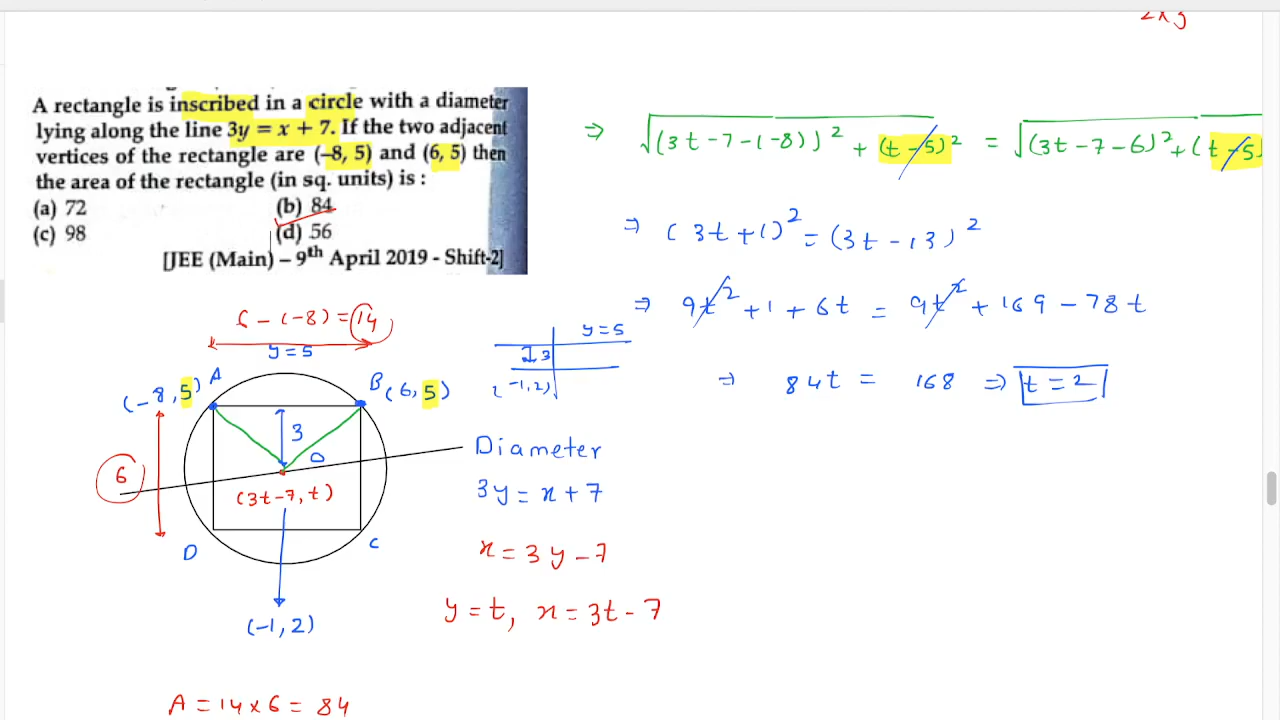 2×y
A rectangle is inscribed in a circle with a diameter
lying along the line 3y = x + 7. If the two adjacent
vertices of the rectangle are (–8, 5) and (6, 5) then
the area of the rectangle (in sq. units) is :
(a) 72 (b) 84
(c) 98 (d) 56
[JEE (Main) – 9th April 2019 - Shift-2]
⇒ √(3t-7-(-8))² + (t-5)² = √(3t-7-6)² + (t-5)
⇒ (3t+1)² = (3t-13)²
⇒ 9t² + 1 + 6t = 9t² + 169 - 78t
⇒ 84t = 168 ⇒ t = 2
6 - (-8) = 14
y = 5
A
(-8, 5)
B (6, 5)
3
O
6
(3t-7, t)
D
C
(-1, 2)
y = 5
(-1, 2)
Diameter
3y = x + 7
x = 3y - 7
y = t, x = 3t - 7
A = 14 × 6 = 84